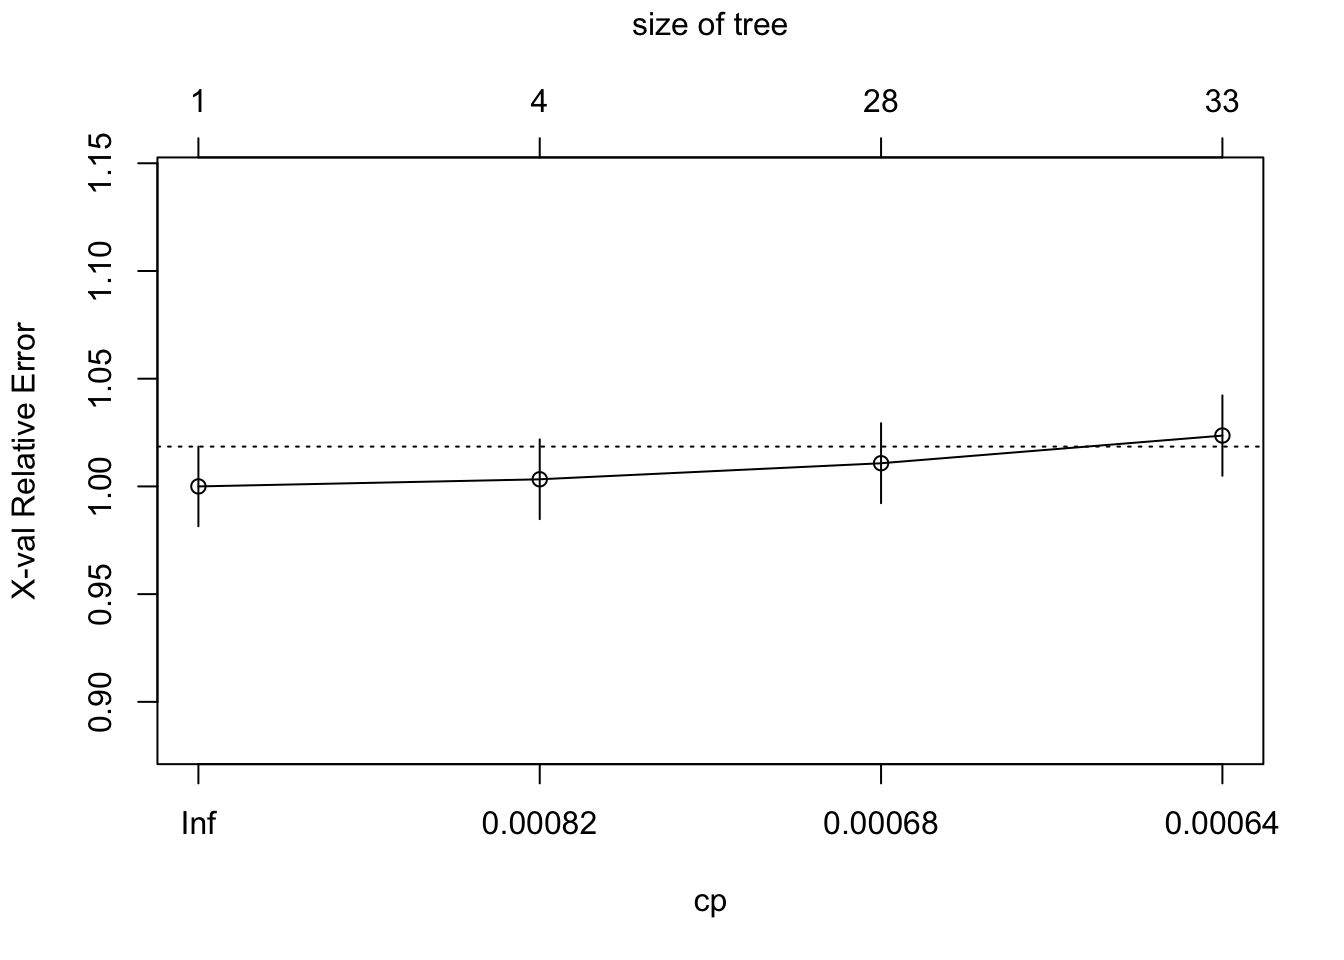 size of tree
1 4 28 33
X-val Relative Error
1.15
1.10
1.05
1.00
0.95
0.90
Inf 0.00082 0.00068 0.00064
cp